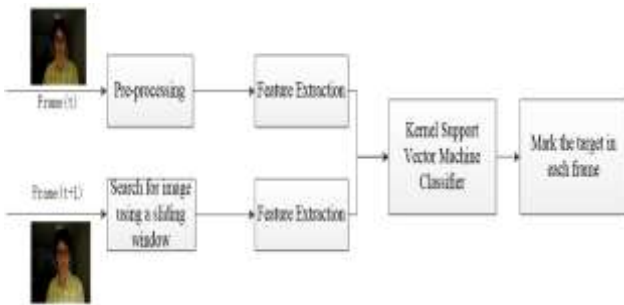 Frame(t)
Pre-processing
Feature Extraction
Kernel Support
Vector Machine
Classifier
Mark the target in
each frame
Frame(t+1)
Search for image
using a sliding
window
Feature Extraction